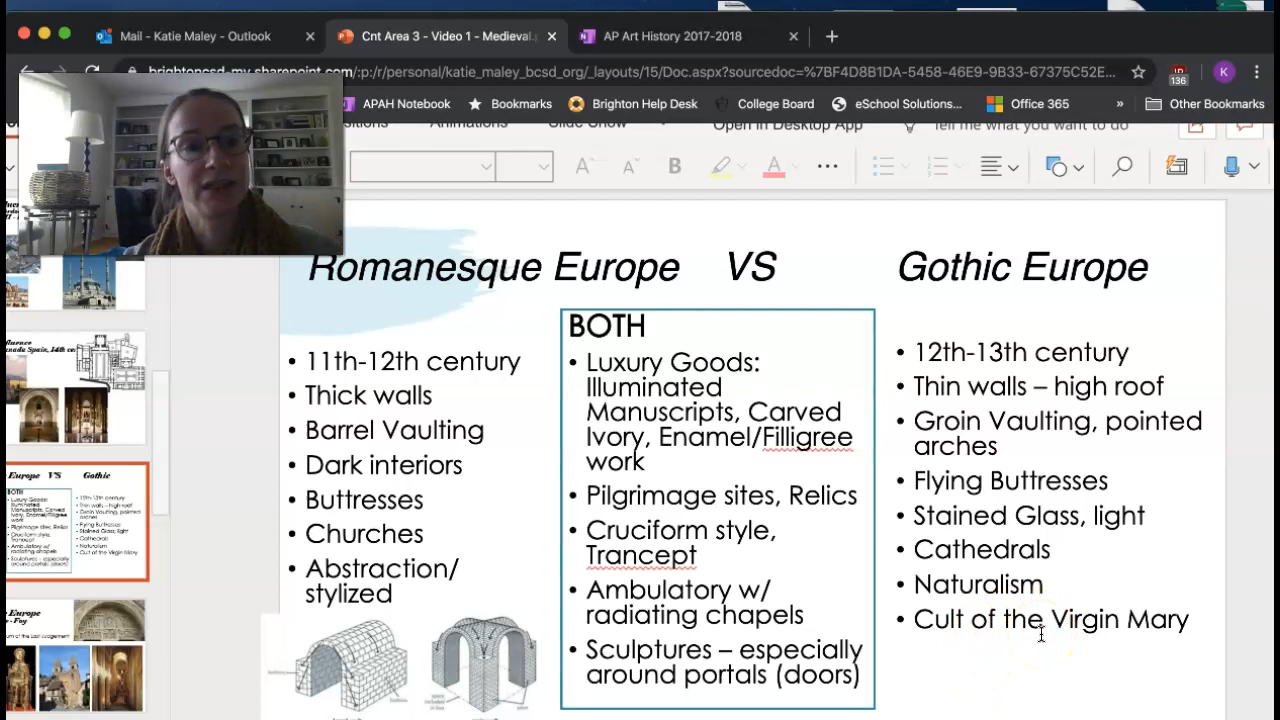 Mail - Katie Maley - Outlook
Cnt Area 3 - Video 1 - Medieval.p
AP Art History 2017-2018
brightoncsd-my.sharepoint.com/:p:/r/personal/katie_maley_bcsd_org/_layouts/15/Doc.aspx?sourcedoc=%7BF4D8B1DA-5458-46E9-9B33-67375C52E...
136
K
APAH Notebook
Bookmarks
Brighton Help Desk
College Board
eSchool Solutions...
Office 365
»
Other Bookmarks
Animations
Slide Show
Open in Desktop App
Tell me what you want to do
Romanesque Europe VS Gothic Europe
• 11th-12th century
• Thick walls
• Barrel Vaulting
• Dark interiors
• Buttresses
• Churches
• Abstraction/
stylized
BOTH
• Luxury Goods:
Illuminated
Manuscripts, Carved
Ivory, Enamel/Filligree
work
• Pilgrimage sites, Relics
• Cruciform style,
Trancept
• Ambulatory w/
radiating chapels
• Sculptures – especially
around portals (doors)
• 12th-13th century
• Thin walls – high roof
• Groin Vaulting, pointed
arches
• Flying Buttresses
• Stained Glass, light
• Cathedrals
• Naturalism
• Cult of the Virgin Mary